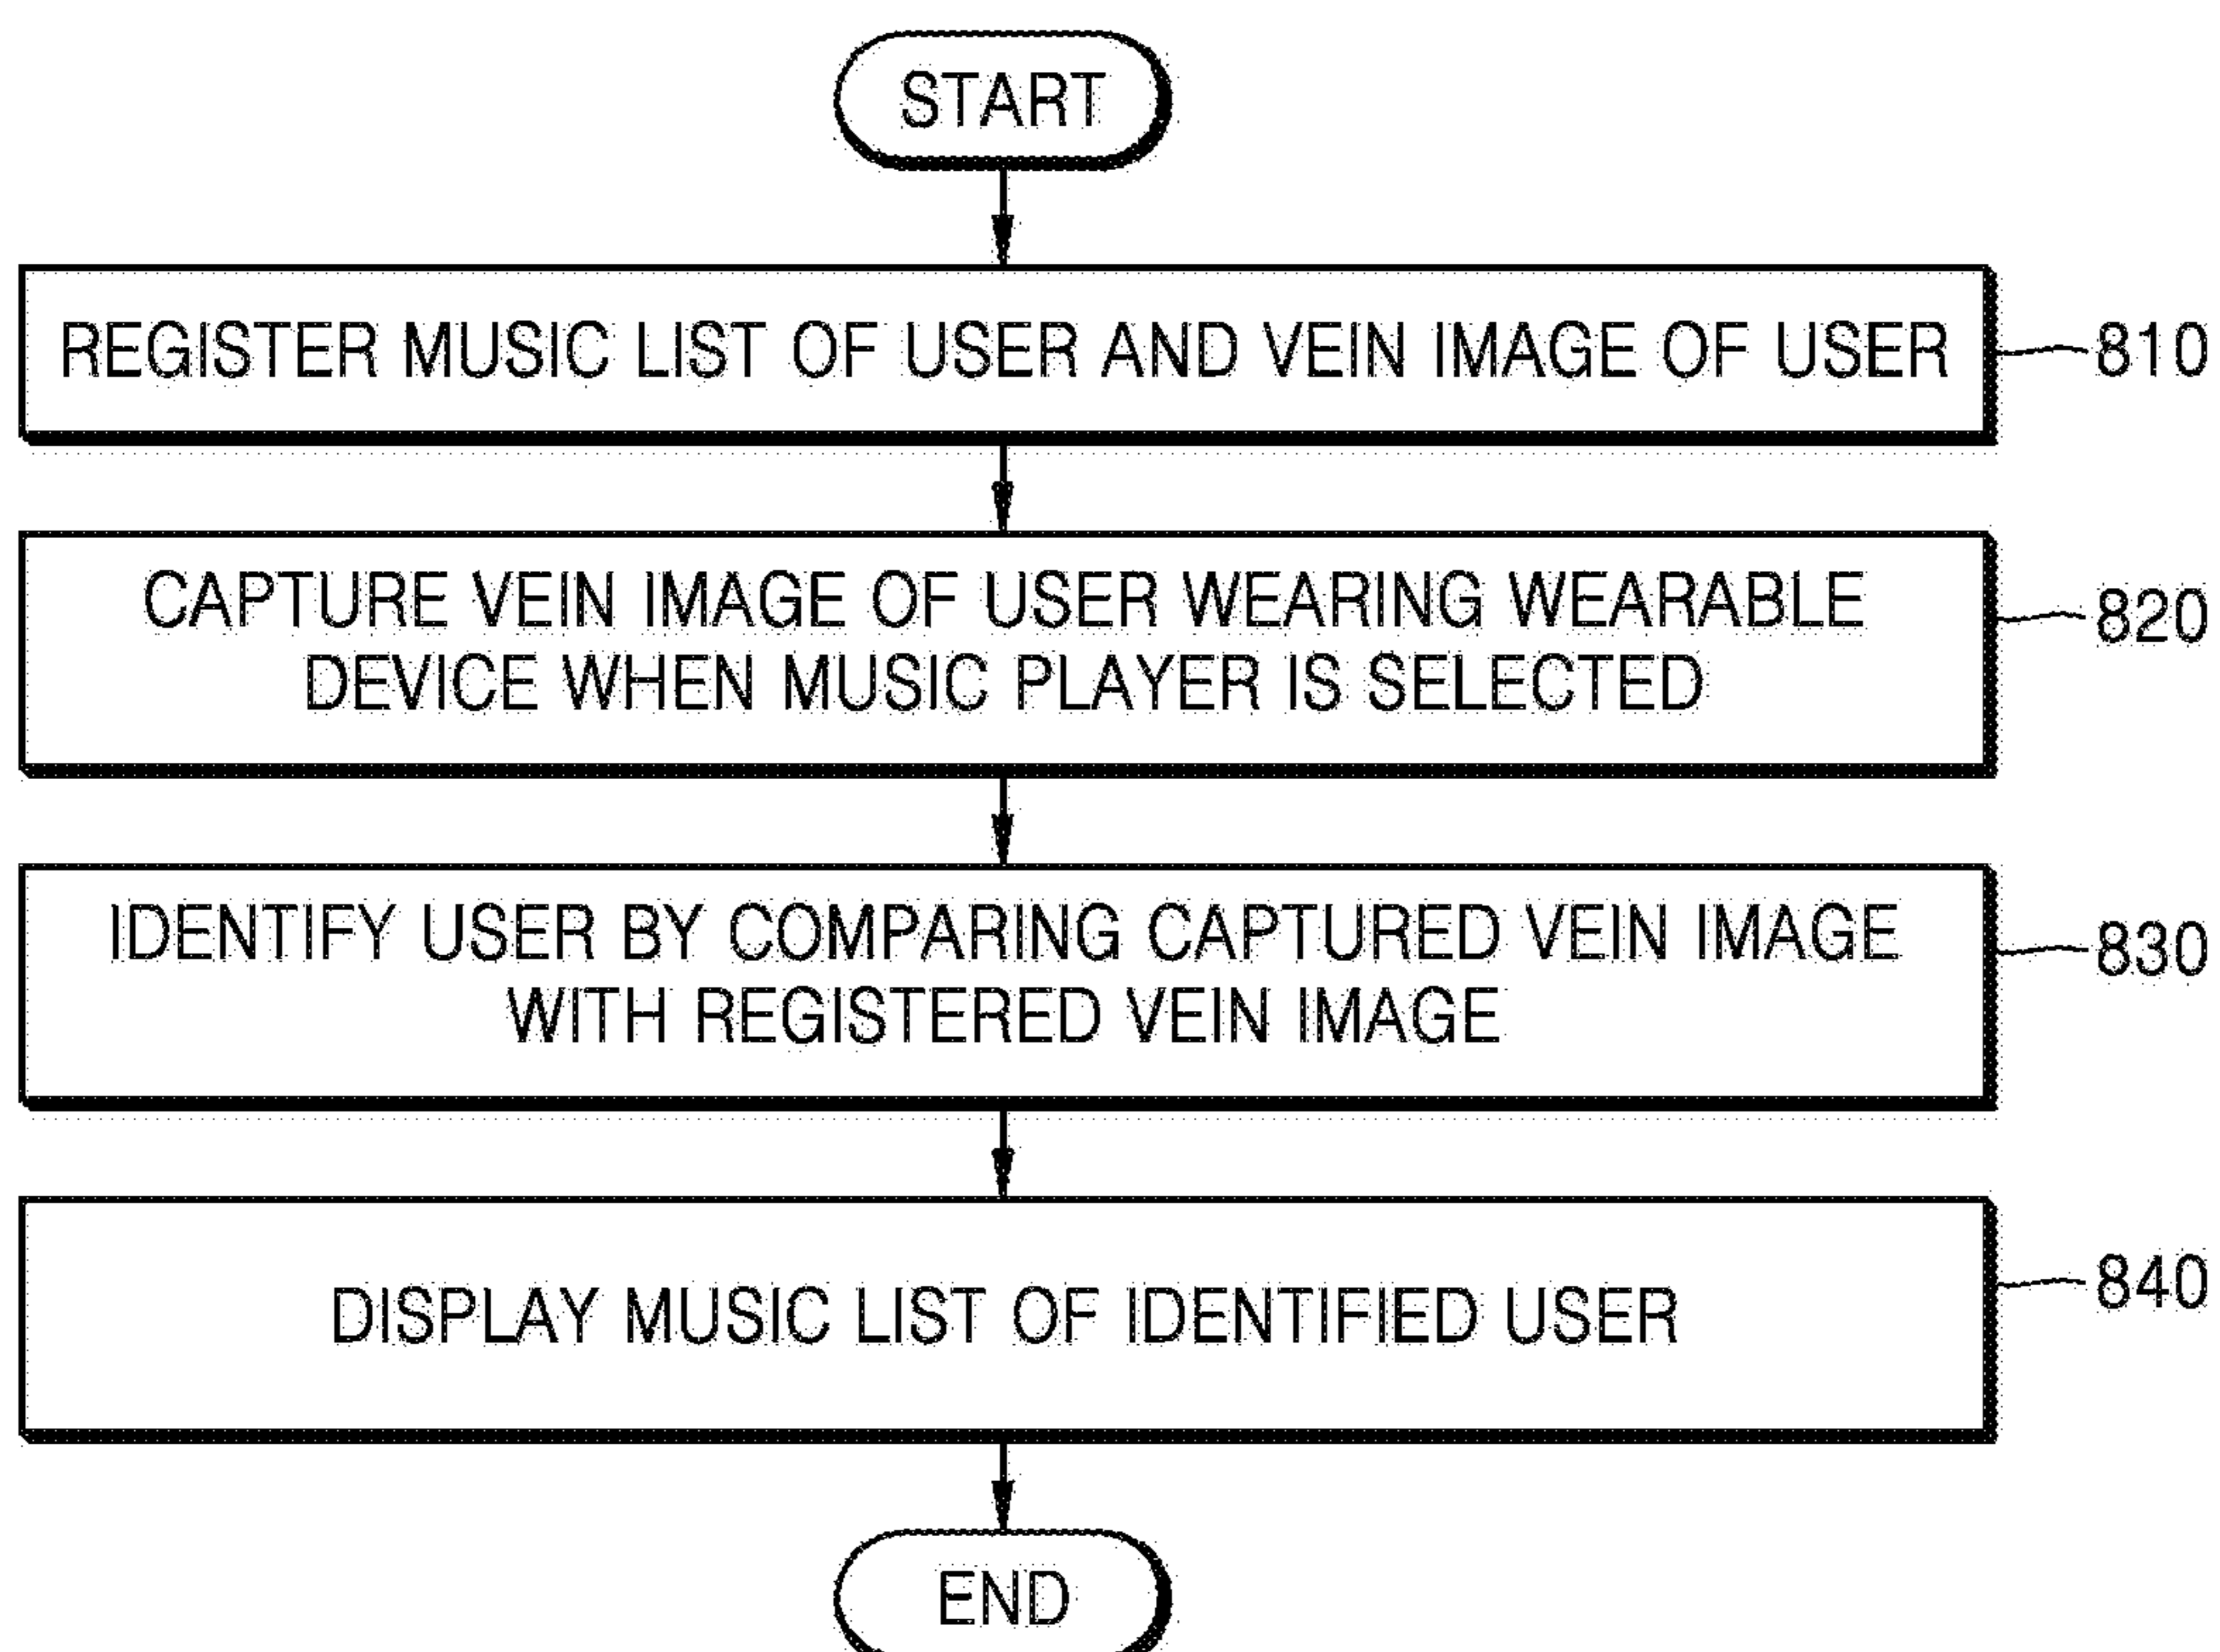 START
REGISTER MUSIC LIST OF USER AND VEIN IMAGE OF USER
810
CAPTURE VEIN IMAGE OF USER WEARING WEARABLE
DEVICE WHEN MUSIC PLAYER IS SELECTED
820
IDENTIFY USER BY COMPARING CAPTURED VEIN IMAGE
WITH REGISTERED VEIN IMAGE
830
DISPLAY MUSIC LIST OF IDENTIFIED USER
840
END